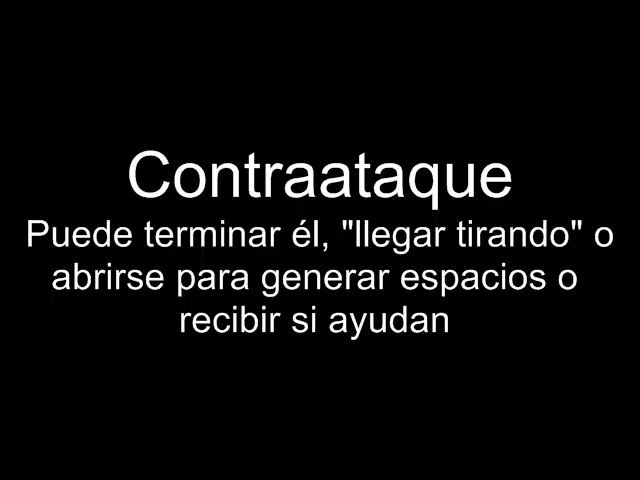 Contraataque
Puede terminar él, "llegar tirando" o
abrirse para generar espacios o
recibir si ayudan